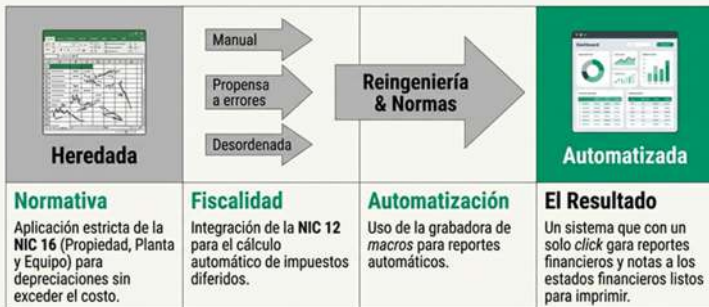 Heredada
Manual
Propensa
a errores
Desordenada
Reingeniería
& Normas
Dashboard
Automatizada
Normativa
Aplicación estricta de la
NIC 16 (Propiedad, Planta
y Equipo) para
depreciaciones sin
exceder el costo.
Fiscalidad
Integración de la NIC 12
para el cálculo
automático de impuestos
diferidos.
Automatización
Uso de la grabadora de
macros para reportes
automáticos.
El Resultado
Un sistema que con un
solo click gara reportes
financieros y notas a los
estados financieros listos
para imprimir.